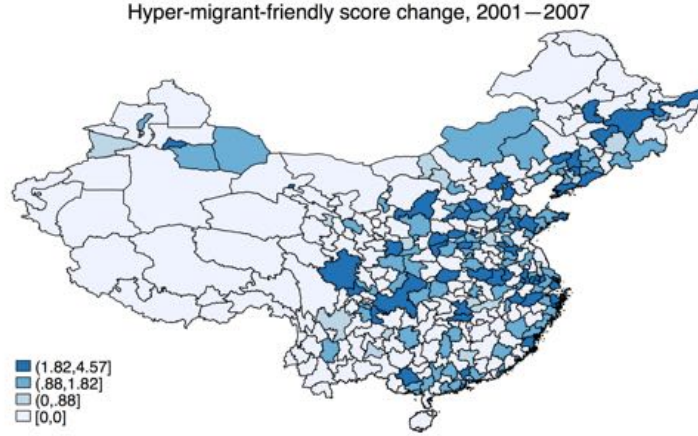 Hyper-migrant-friendly score change, 2001—2007
(1.82,4.57]
(.88,1.82]
(0,.88]
[0,0]